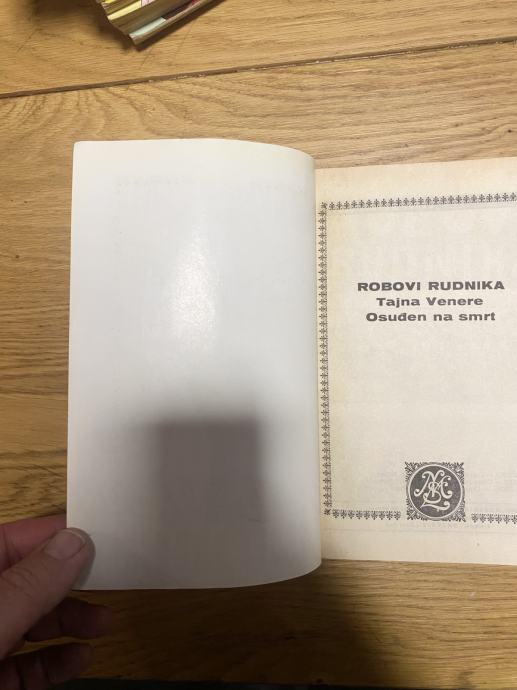 ROBOVI RUDNIKA
Tajna Venere
Osuđen na smrt